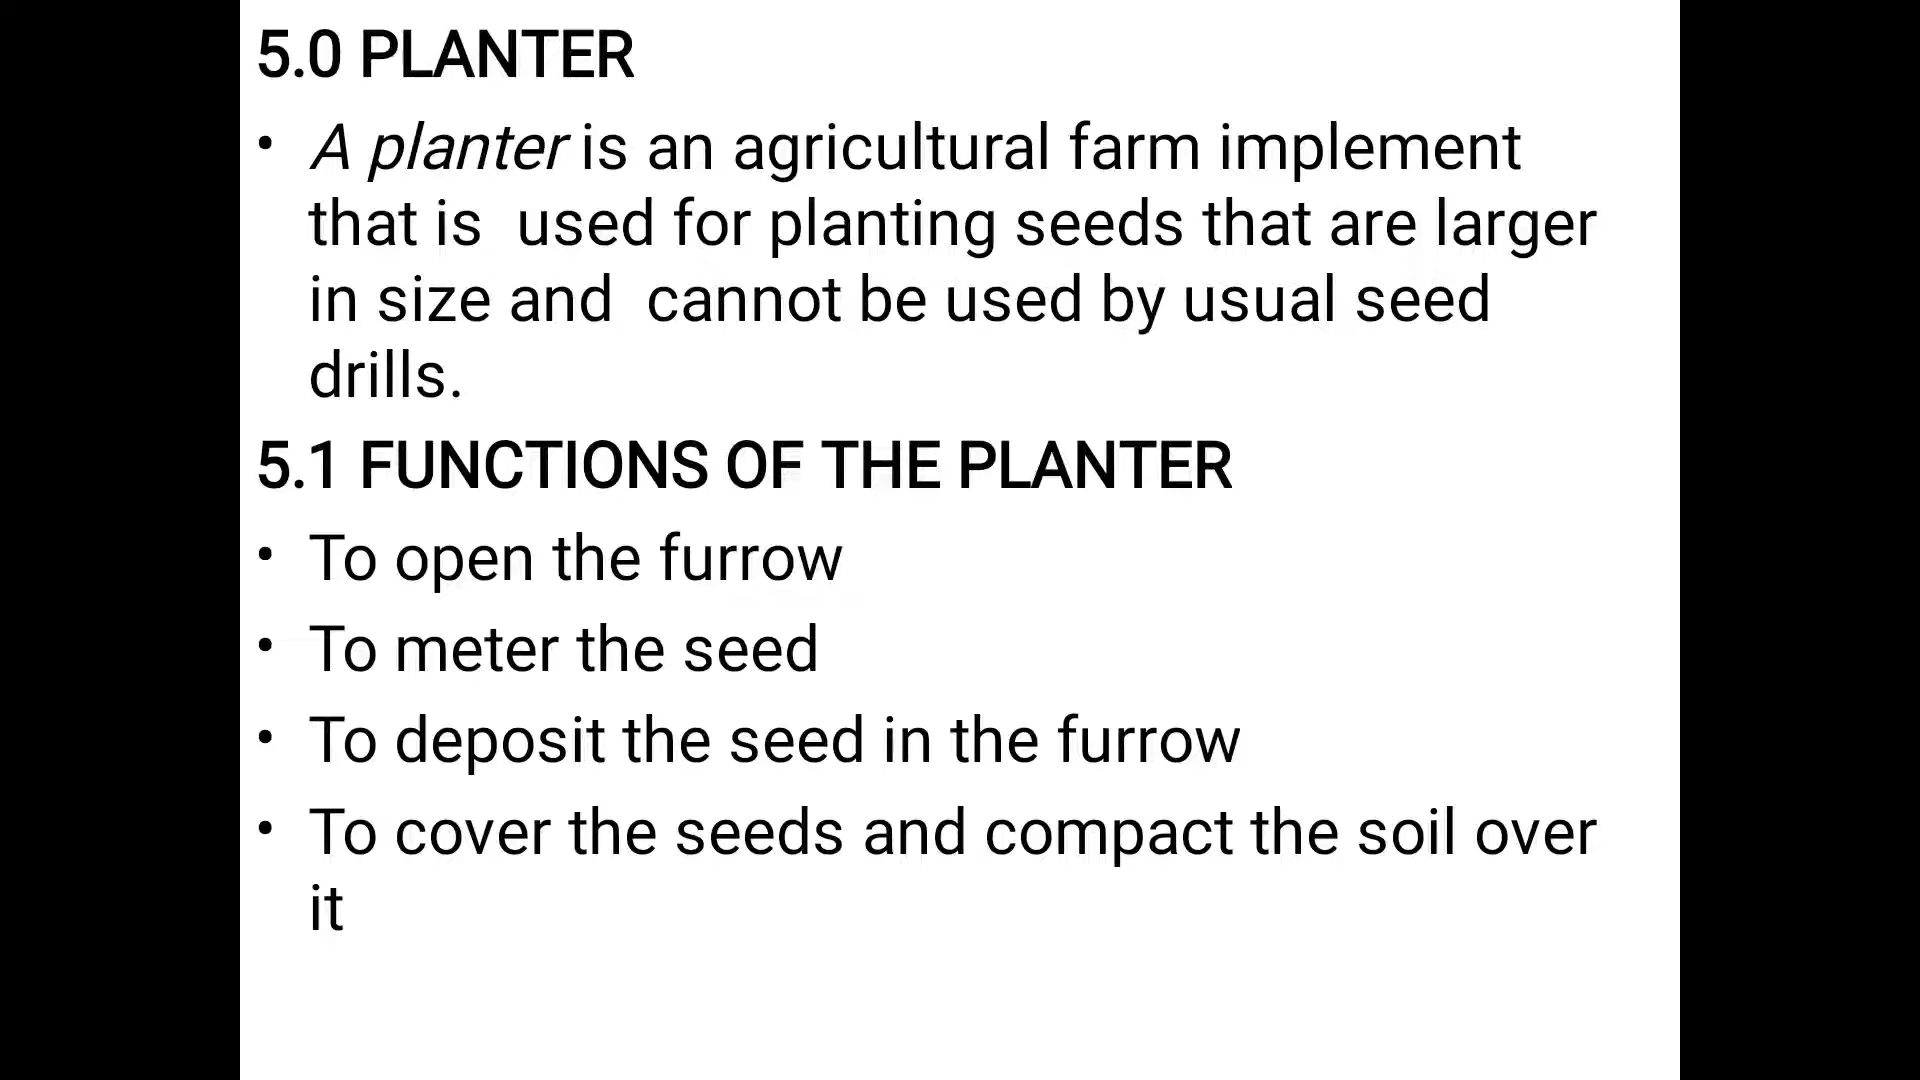 5.0 PLANTER
• A planter is an agricultural farm implement
that is  used for planting seeds that are larger
in size and  cannot be used by usual seed
drills.
5.1 FUNCTIONS OF THE PLANTER
• To open the furrow
• To meter the seed
• To deposit the seed in the furrow
• To cover the seeds and compact the soil over
it